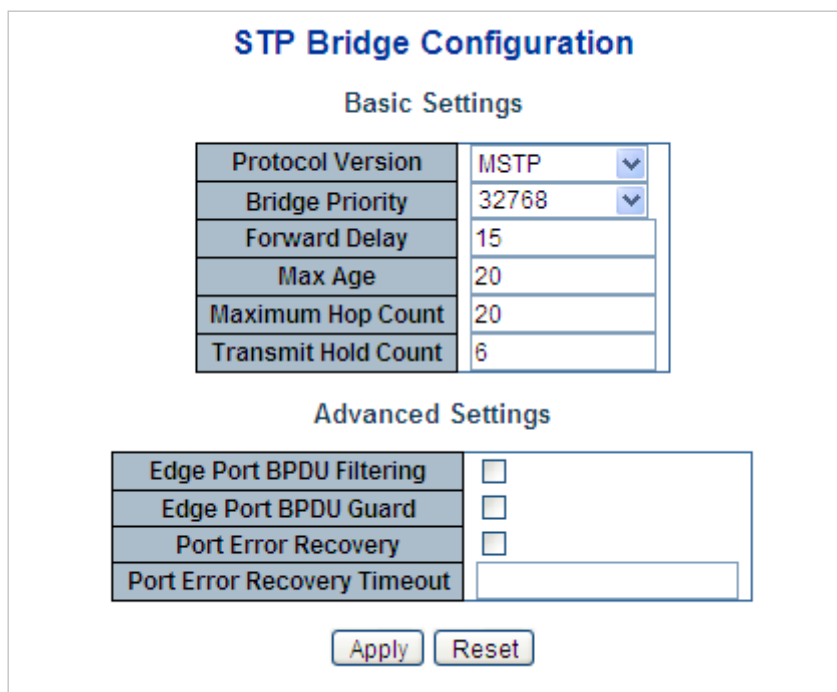 STP Bridge Configuration
Basic Settings
Protocol Version MSTP
Bridge Priority 32768
Forward Delay 15
Max Age 20
Maximum Hop Count 20
Transmit Hold Count 6
Advanced Settings
Edge Port BPDU Filtering
Edge Port BPDU Guard
Port Error Recovery
Port Error Recovery Timeout
Apply Reset